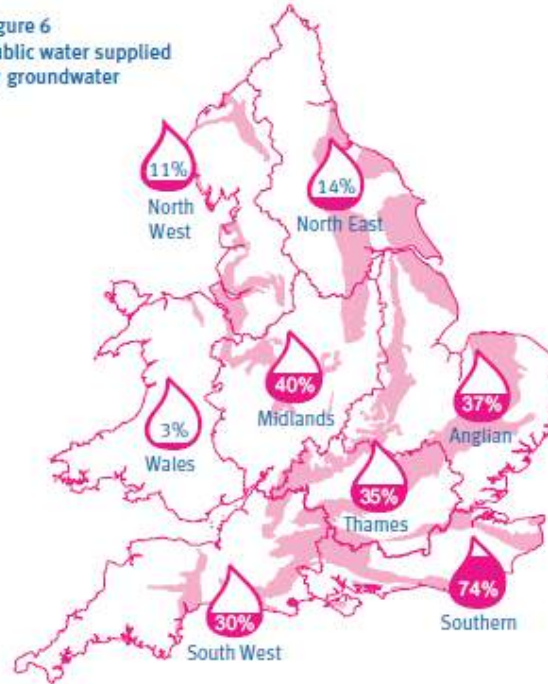 gure 6
ublic water supplied
groundwater
11%
North
West
14%
North East
40%
Midlands
37%
Anglian
3%
Wales
35%
Thames
74%
Southern
30%
South West